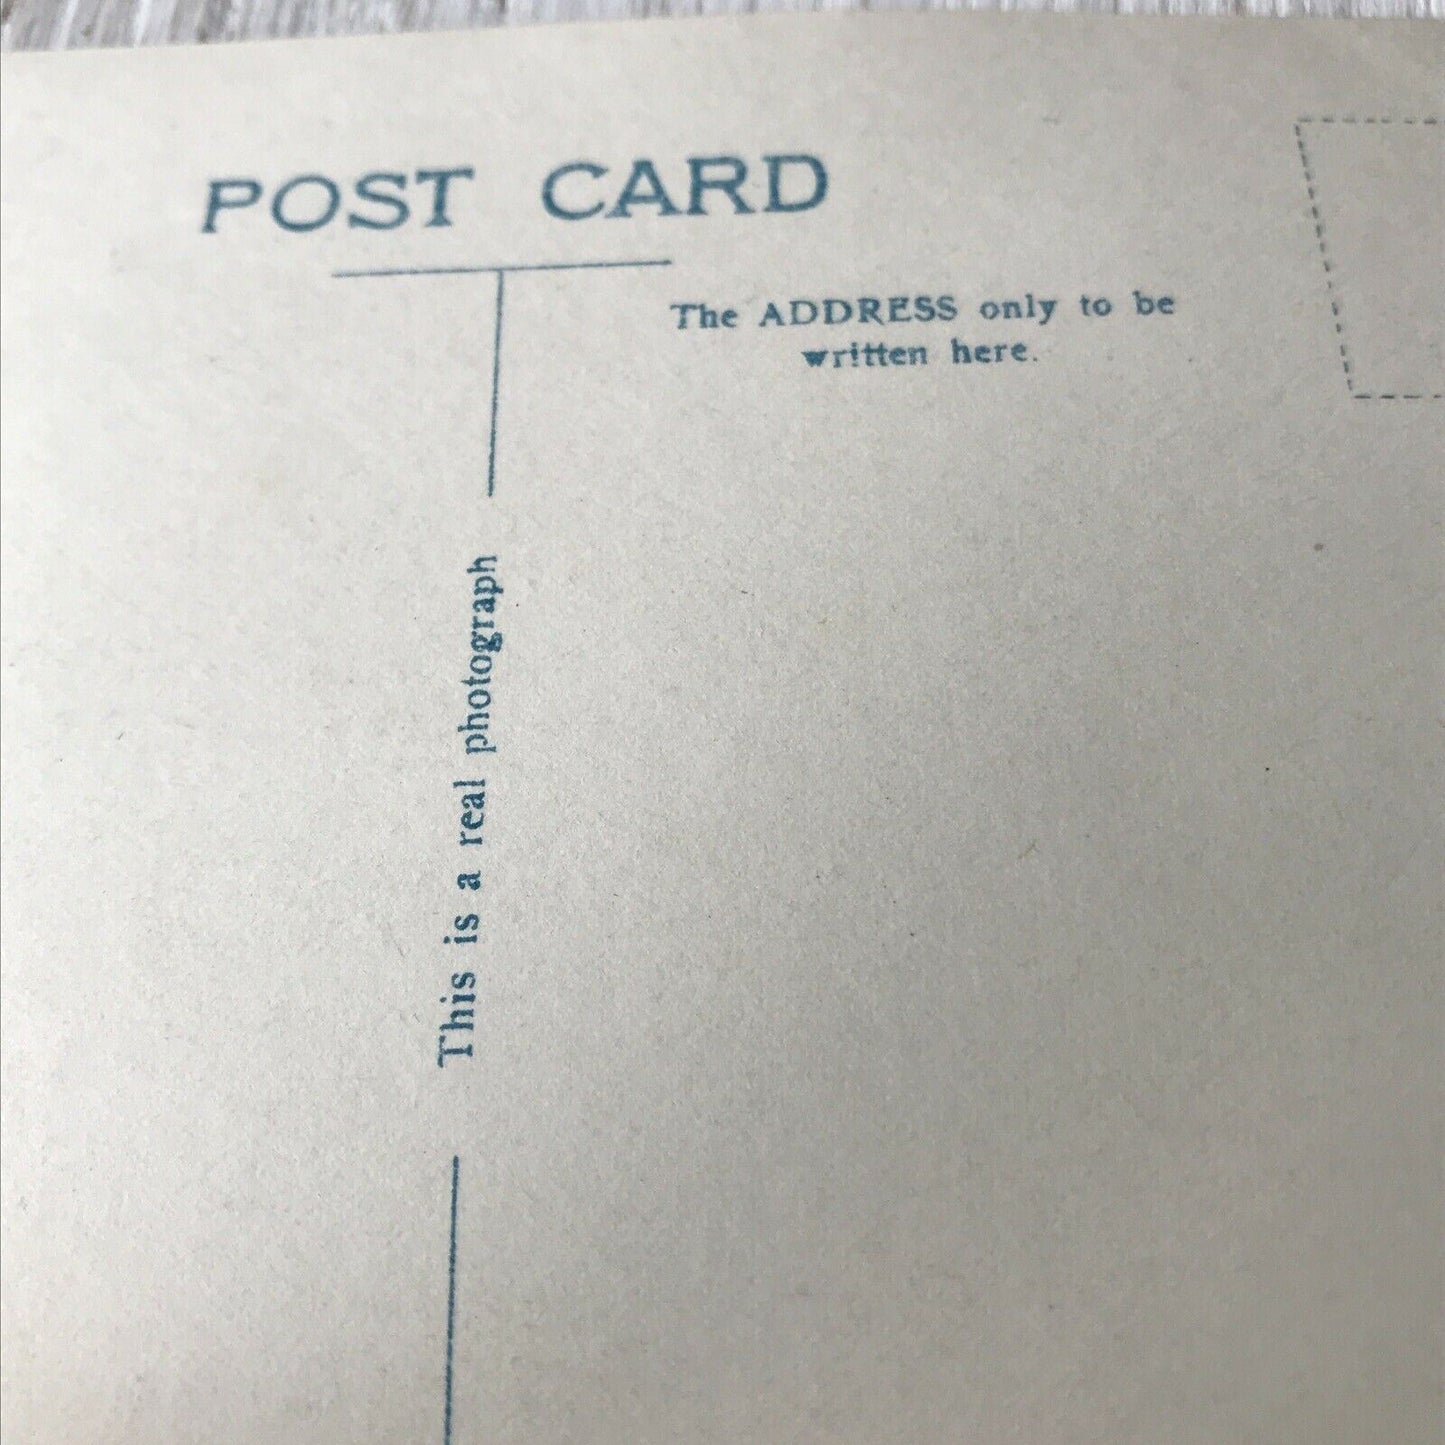 POST CARD
The ADDRESS only to be
written here.
This is a real photograph